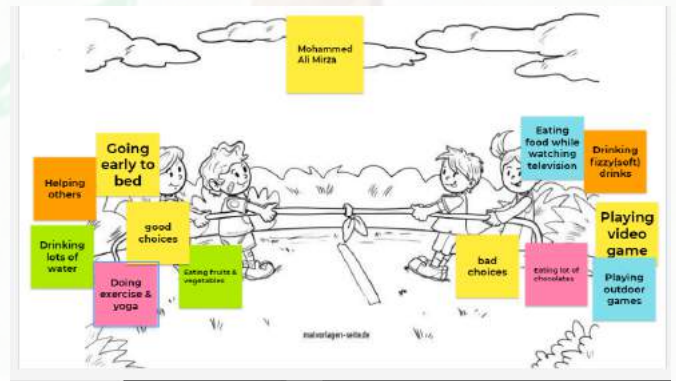 Mohammed
Ali Mirza
Going
early to
bed
Helping
others
good
choices
Drinking
lots of
water
Doing
exercise &
yoga
Eating fruits &
vegetables
Eating
food while
watching
television
Drinking
fizzy(soft)
drinks
Playing
video
game
bad
choices
Eating lot of
chocolates
Playing
outdoor
games
malvorlagen-seite.de